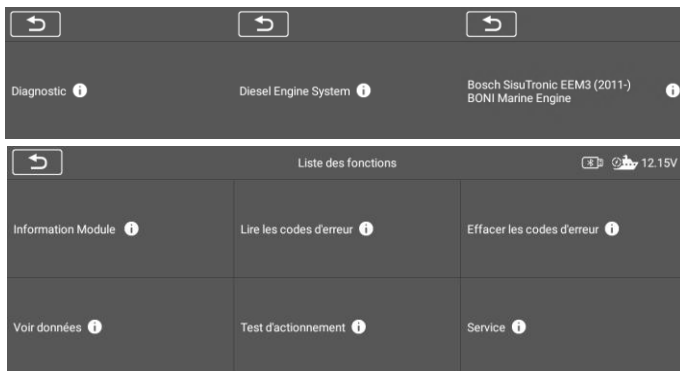 Diagnostic
Diesel Engine System
Bosch SisuTronic EEM3 (2011-)
BONI Marine Engine
Liste des fonctions
12.15V
Information Module
Lire les codes d'erreur
Effacer les codes d'erreur
Voir données
Test d'actionnement
Service